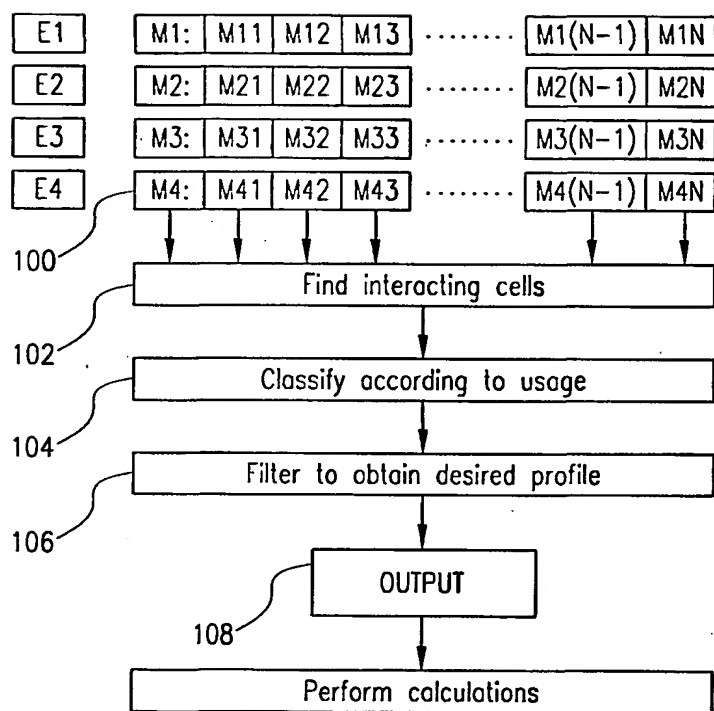 E1 M1: M11 M12 M13 ........ M1(N-1) M1N
E2 M2: M21 M22 M23 ........ M2(N-1) M2N
E3 M3: M31 M32 M33 ........ M3(N-1) M3N
E4 M4: M41 M42 M43 ........ M4(N-1) M4N
100
Find interacting cells
102
Classify according to usage
104
Filter to obtain desired profile
106
OUTPUT
108
Perform calculations